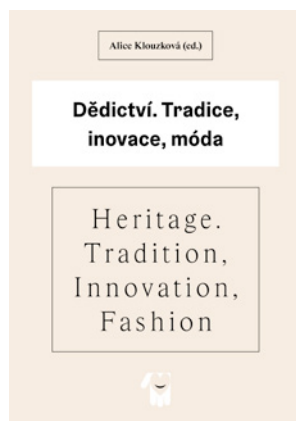 Alice Klouzková (ed.)
Dědictví. Tradice,
inovace, móda
Heritage.
Tradition,
Innovation,
Fashion